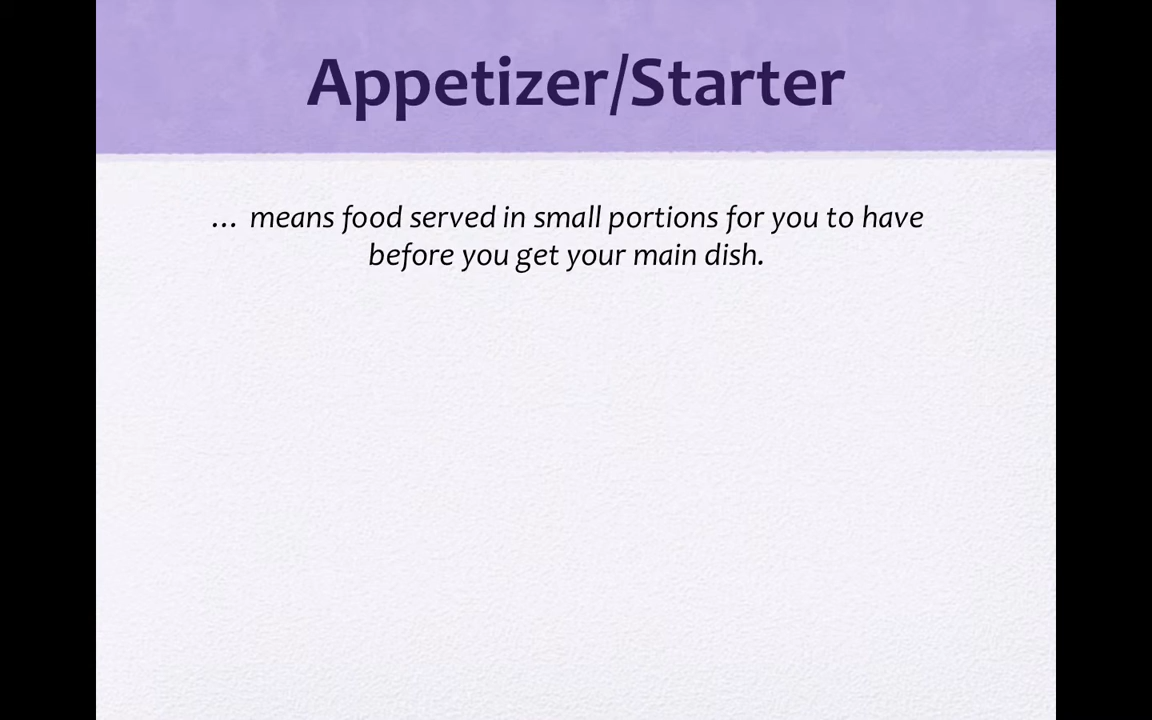 Appetizer/Starter
... means food served in small portions for you to have
before you get your main dish.